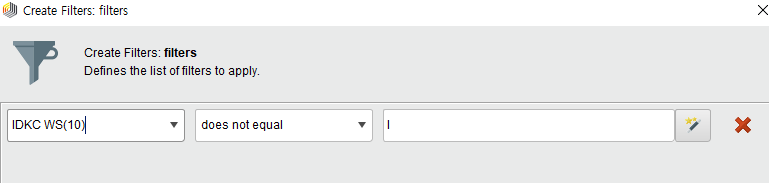 Create Filters: filters
Create Filters: filters
Defines the list of filters to apply.
IDKC WS(10) does not equal I